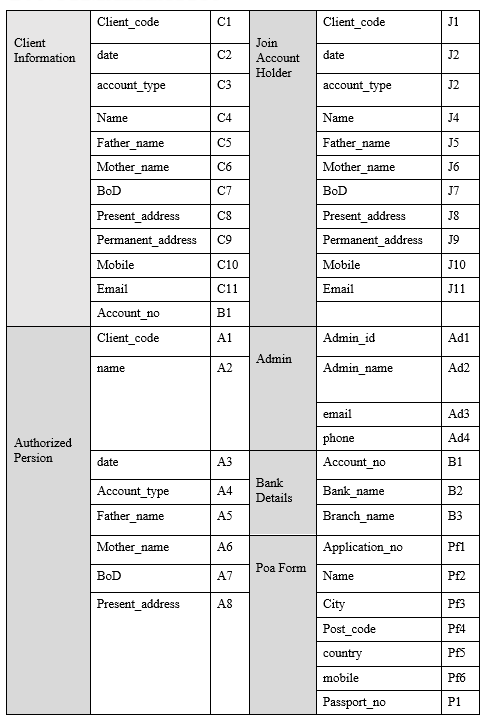 Client Information
Client_code C1
date C2
account_type C3
Name C4
Father_name C5
Mother_name C6
BoD C7
Present_address C8
Permanent_address C9
Mobile C10
Email C11
Account_no B1
Join Account Holder
Client_code J1
date J2
account_type J2
Name J4
Father_name J5
Mother_name J6
BoD J7
Present_address J8
Permanent_address J9
Mobile J10
Email J11
Authorized Persion
Client_code A1
name A2
date A3
Account_type A4
Father_name A5
Mother_name A6
BoD A7
Present_address A8
Admin
Admin_id Ad1
Admin_name Ad2
email Ad3
phone Ad4
Bank Details
Account_no B1
Bank_name B2
Branch_name B3
Poa Form
Application_no Pf1
Name Pf2
City Pf3
Post_code Pf4
country Pf5
mobile Pf6
Passport_no P1